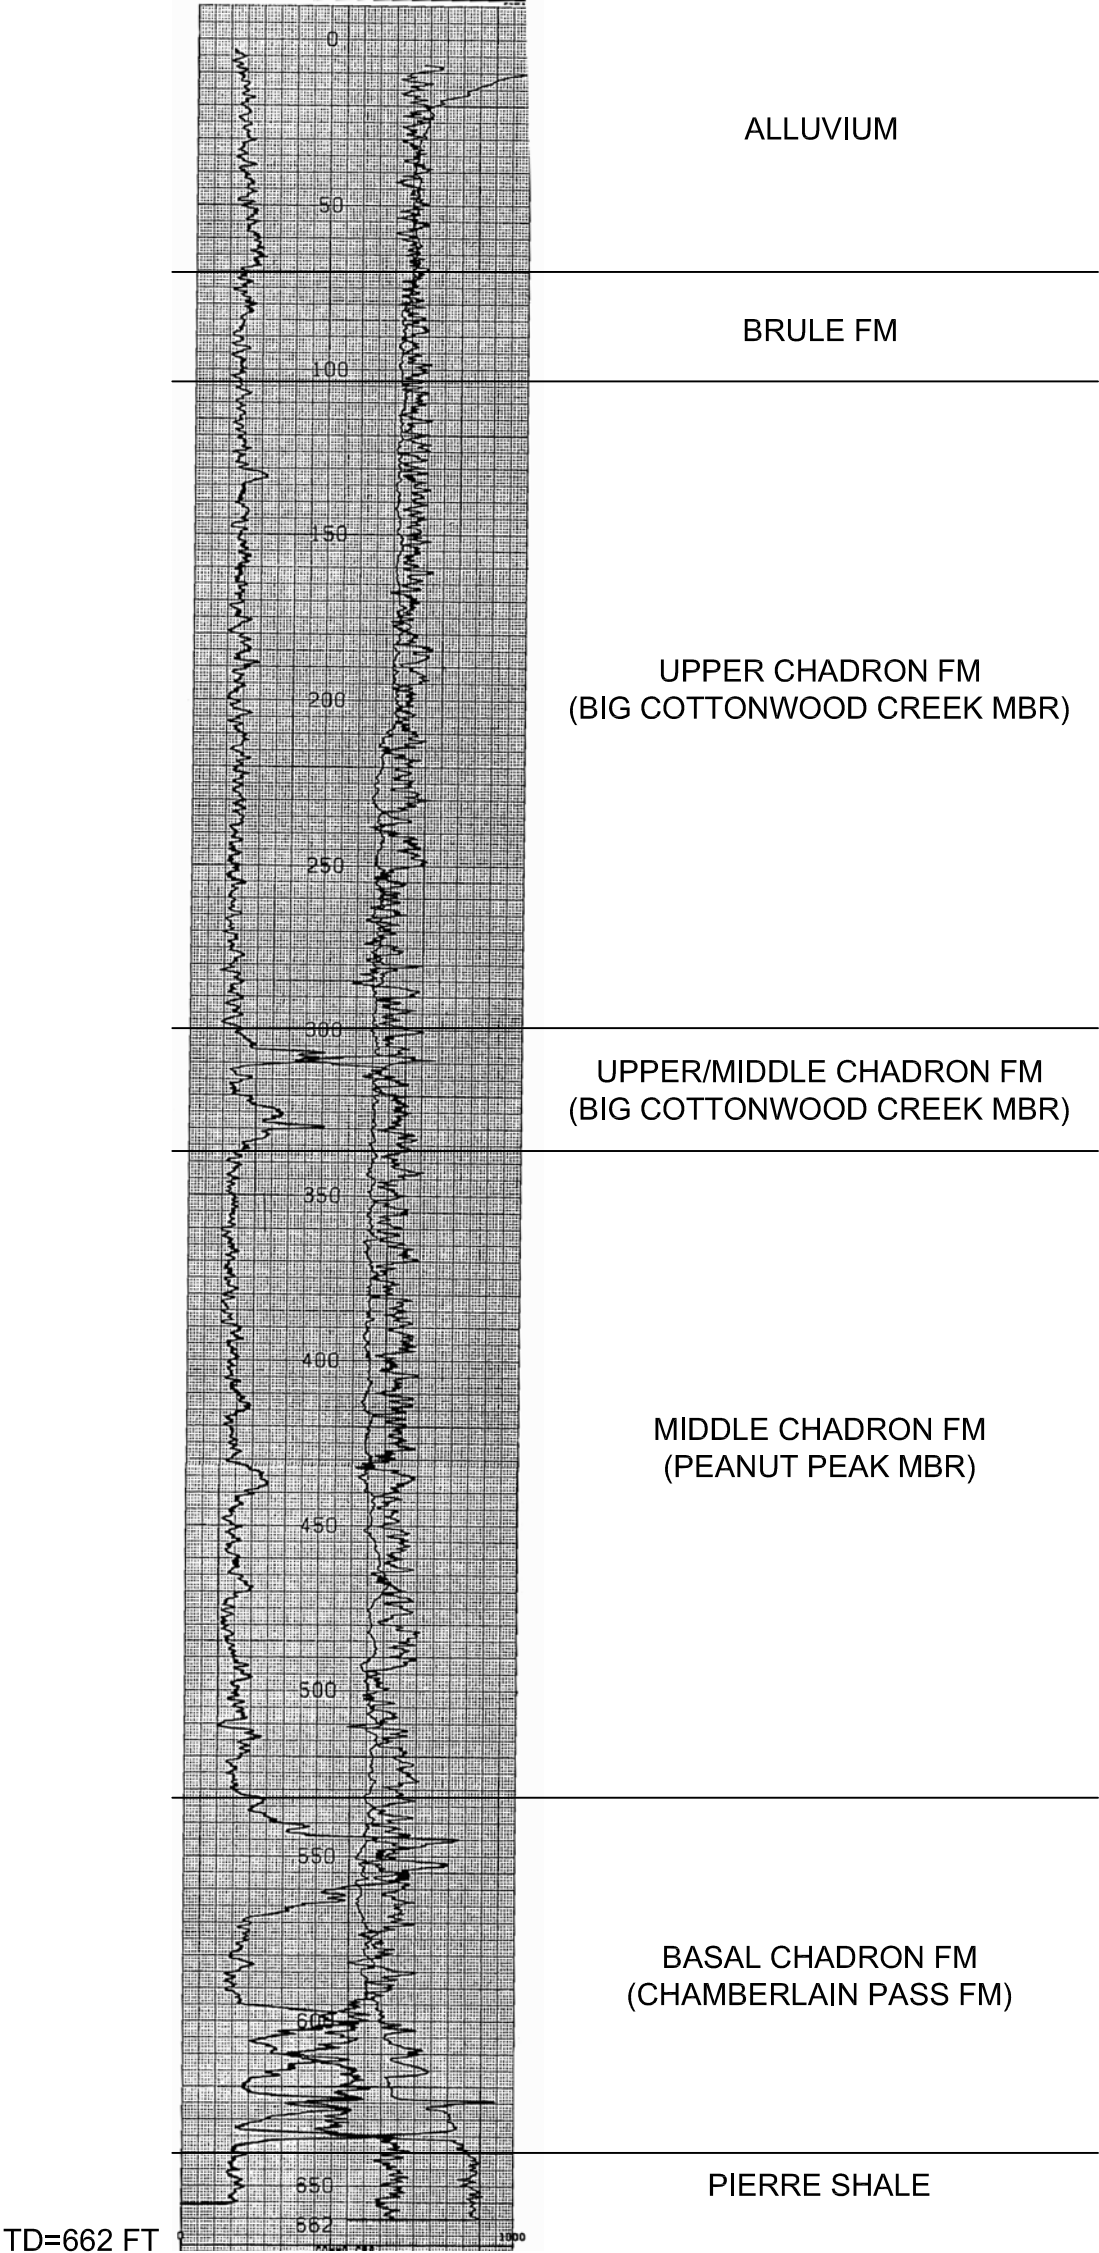 0
ALLUVIUM
50
BRULE FM
100
150
UPPER CHADRON FM
(BIG COTTONWOOD CREEK MBR)
200
250
300
UPPER/MIDDLE CHADRON FM
(BIG COTTONWOOD CREEK MBR)
350
400
MIDDLE CHADRON FM
(PEANUT PEAK MBR)
450
500
550
BASAL CHADRON FM
(CHAMBERLAIN PASS FM)
600
650
PIERRE SHALE
662
TD=662 FT
0 1000